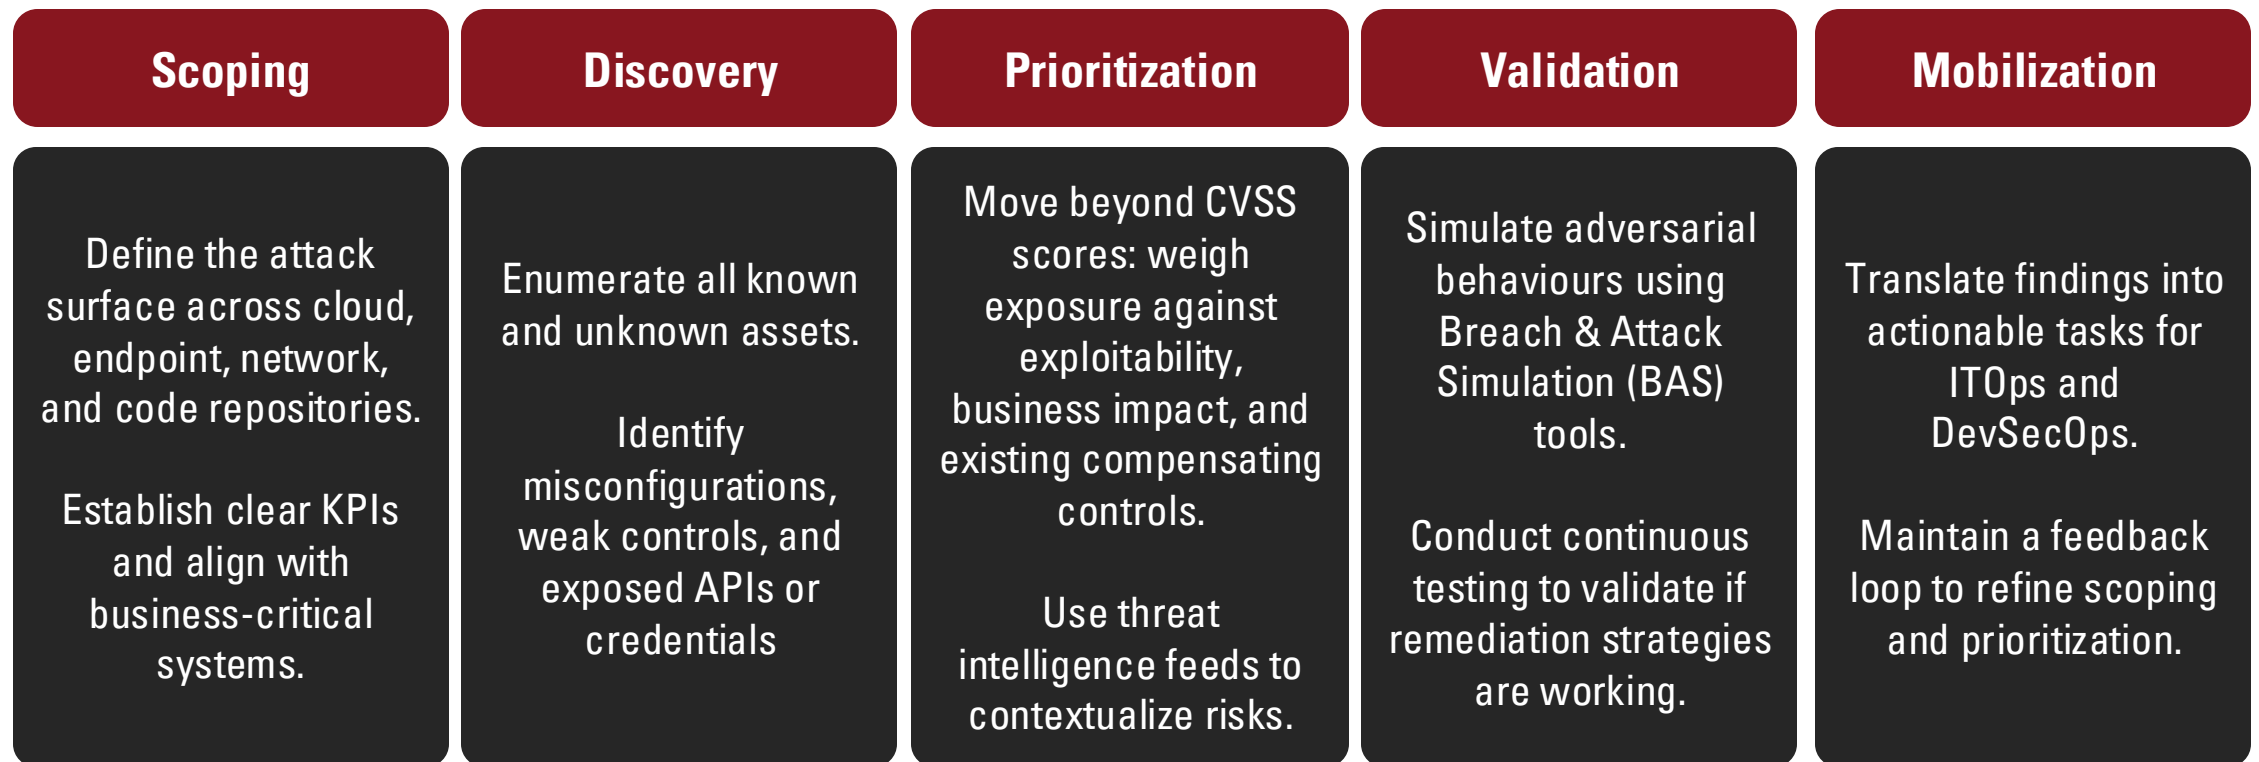 Scoping
Define the attack
surface across cloud,
endpoint, network,
and code repositories.
Establish clear KPIs
and align with
business-critical
systems.
Discovery
Enumerate all known
and unknown assets.
Identify
misconfigurations,
weak controls, and
exposed APIs or
credentials
Prioritization
Move beyond CVSS
scores: weigh
exposure against
exploitability,
business impact, and
existing compensating
controls.
Use threat
intelligence feeds to
contextualize risks.
Validation
Simulate adversarial
behaviours using
Breach & Attack
Simulation (BAS)
tools.
Conduct continuous
testing to validate if
remediation strategies
are working.
Mobilization
Translate findings into
actionable tasks for
ITOps and
DevSecOps.
Maintain a feedback
loop to refine scoping
and prioritization.